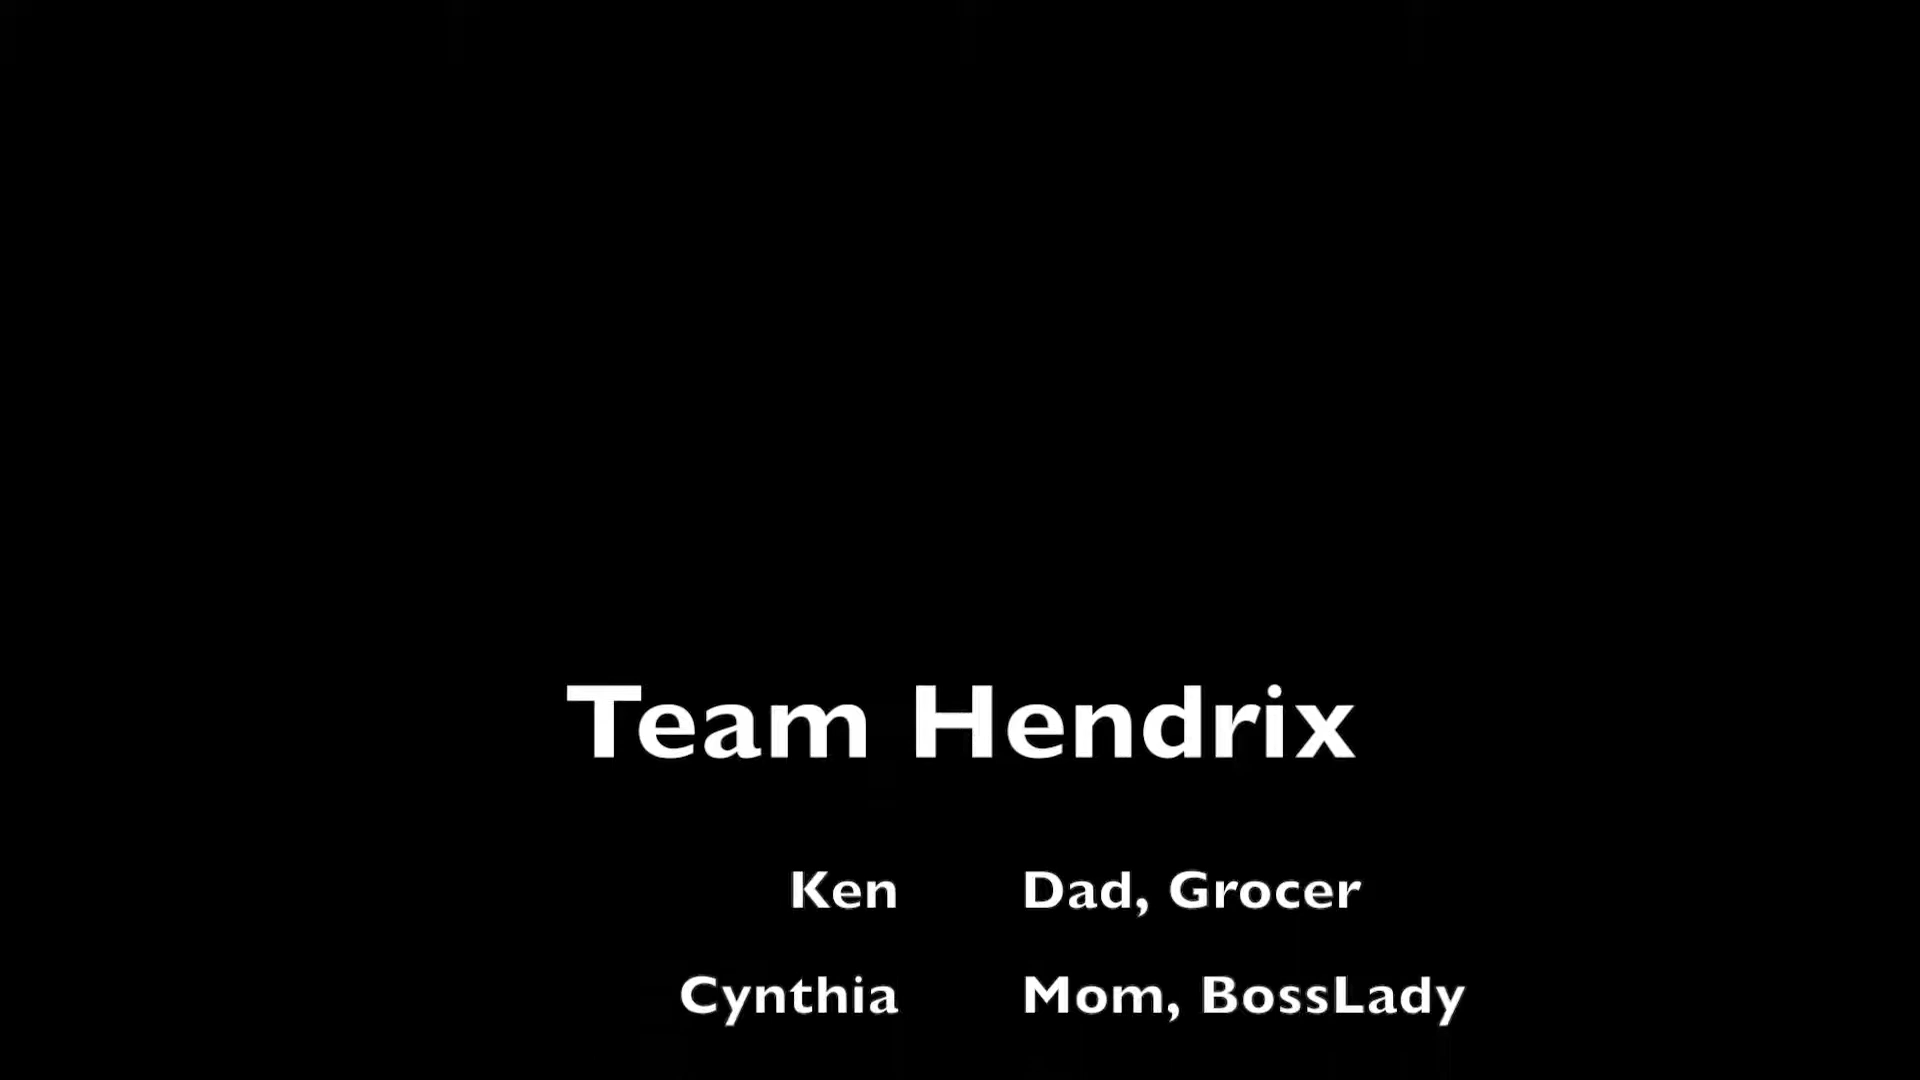 Team Hendrix
Ken Dad, Grocer
Cynthia Mom, BossLady